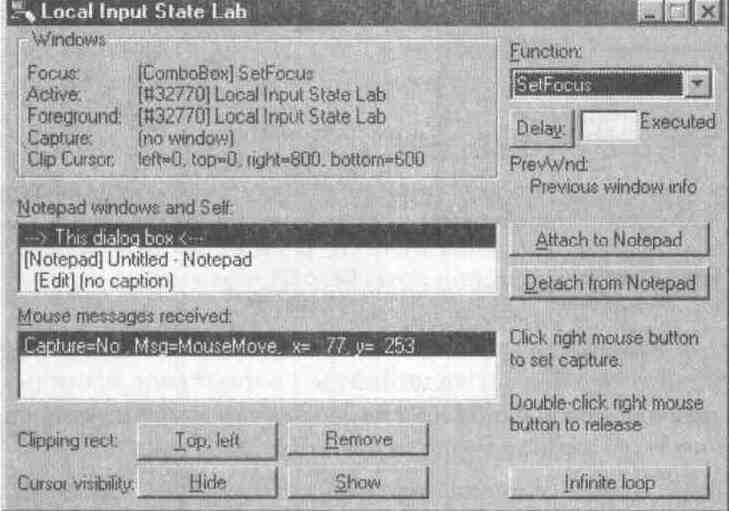 Local Input State Lab
Windows
Focus: [ComboBox] SetFocus
Active: [#32770] Local Input State Lab
Foreground: [#32770] Local Input State Lab
Capture: (no window)
Clip Cursor: left=0, top=0, right=800, bottom=600
Function:
SetFocus
Delay: Executed
PrevWnd:
Previous window info
Notepad windows and Self:
---> This dialog box <---
[Notepad] Untitled - Notepad
[Edit] (no caption)
Attach to Notepad
Detach from Notepad
Mouse messages received:
Capture=No , Msg=MouseMove, x= 77, y= 253
Click right mouse button
to set capture.
Double-click right mouse
button to release
Clipping rect: Top, left Remove
Cursor visibility: Hide Show
Infinite loop